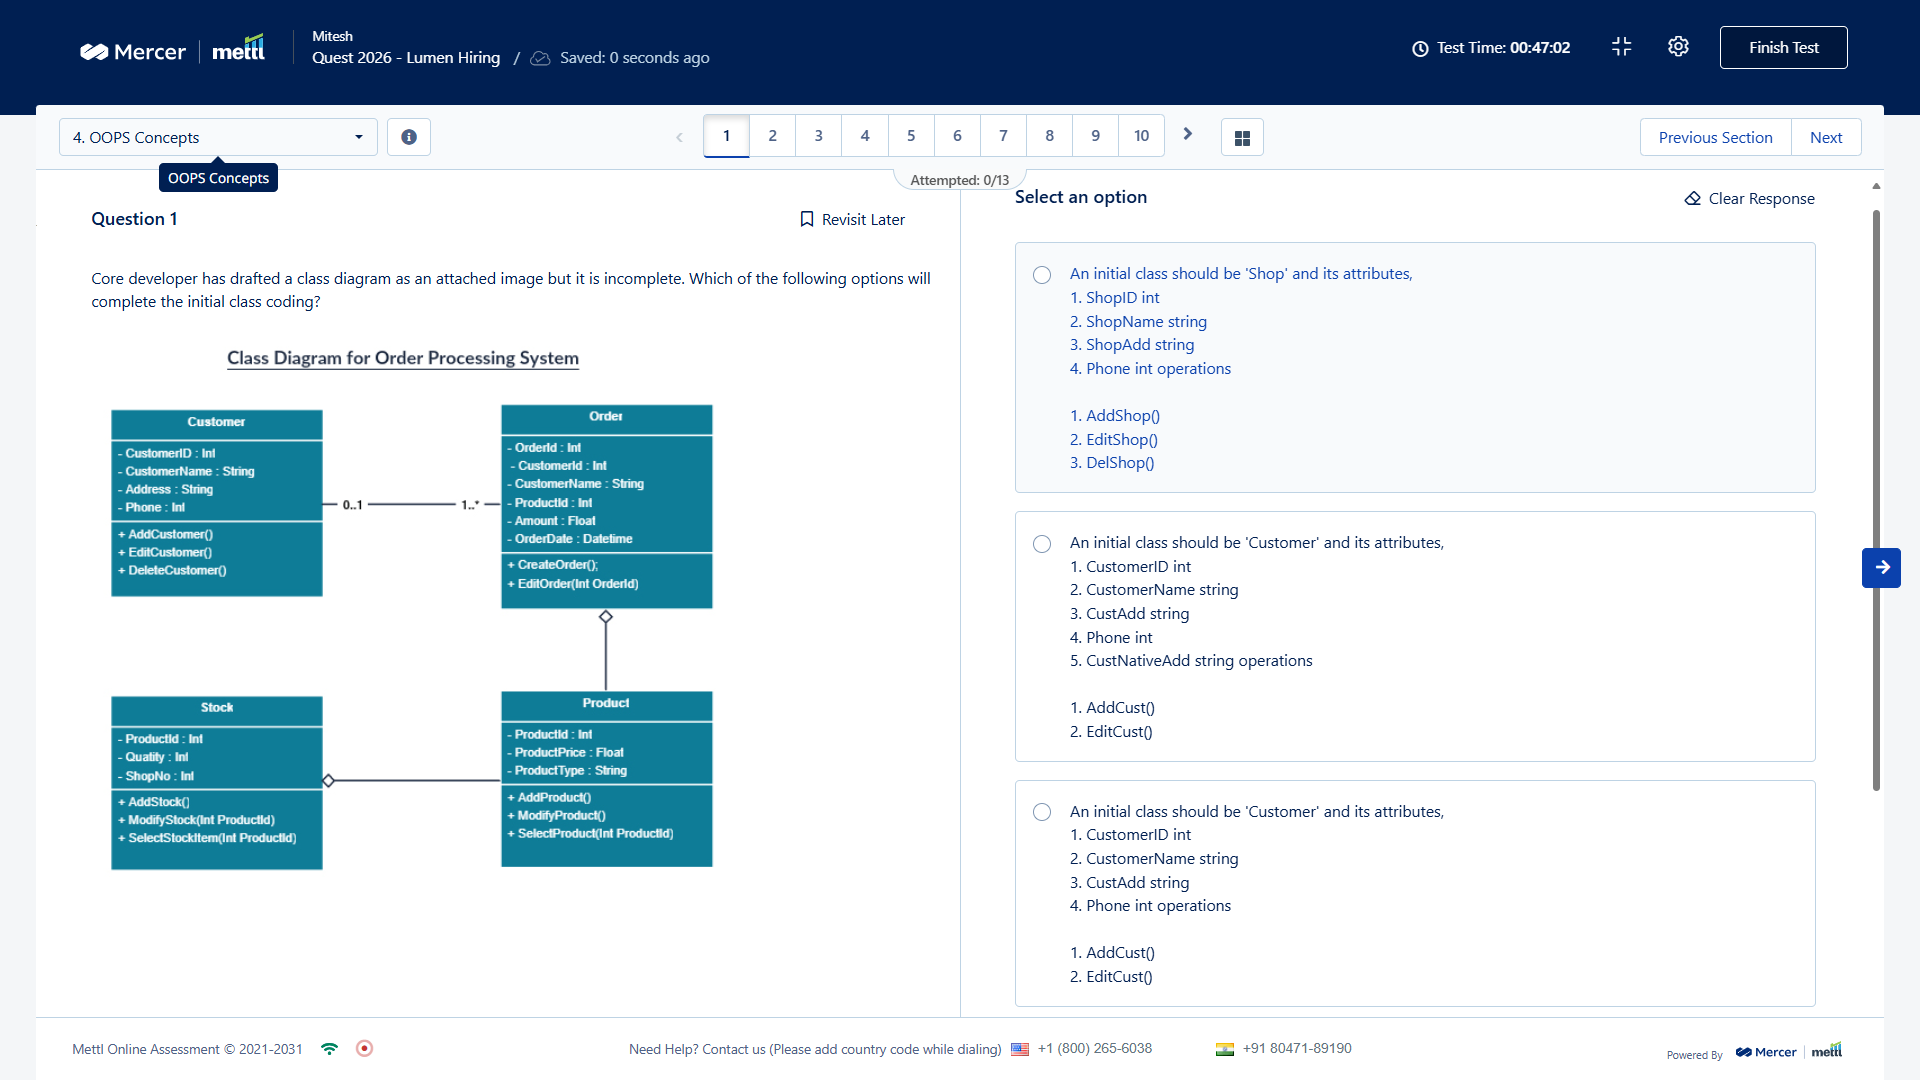 Mercer mettl
Mitesh
Quest 2026 - Lumen Hiring / Saved: 0 seconds ago
Test Time: 00:47:02
Finish Test
4. OOPS Concepts
OOPS Concepts
1 2 3 4 5 6 7 8 9 10
Attempted: 0/13
Previous Section
Next
Question 1
Revisit Later
Core developer has drafted a class diagram as an attached image but it is incomplete. Which of the following options will
complete the initial class coding?
Class Diagram for Order Processing System
Customer
- CustomerID : Int
- CustomerName : String
- Address : String
- Phone : Int
+ AddCustomer()
+ EditCustomer()
+ DeleteCustomer()
0..1
1..*
Order
- OrderId : Int
- CustomerId : Int
- CustomerName : String
- ProductId : Int
- Amount : Float
- OrderDate : Datetime
+ CreateOrder();
+ EditOrder(Int OrderId)
Stock
- ProductId : Int
- Quatity : Int
- ShopNo : Int
+ AddStock()
+ ModifyStock(Int ProductId)
+ SelectStockItem(Int ProductId)
Product
- ProductId : Int
- ProductPrice : Float
- ProductType : String
+ AddProduct()
+ ModifyProduct()
+ SelectProduct(Int ProductId)
Select an option
Clear Response
An initial class should be 'Shop' and its attributes,
1. ShopID int
2. ShopName string
3. ShopAdd string
4. Phone int operations
1. AddShop()
2. EditShop()
3. DelShop()
An initial class should be 'Customer' and its attributes,
1. CustomerID int
2. CustomerName string
3. CustAdd string
4. Phone int
5. CustNativeAdd string operations
1. AddCust()
2. EditCust()
An initial class should be 'Customer' and its attributes,
1. CustomerID int
2. CustomerName string
3. CustAdd string
4. Phone int operations
1. AddCust()
2. EditCust()
Mettl Online Assessment © 2021-2031
Need Help? Contact us (Please add country code while dialing)
+1 (800) 265-6038
+91 80471-89190
Powered By Mercer mettl